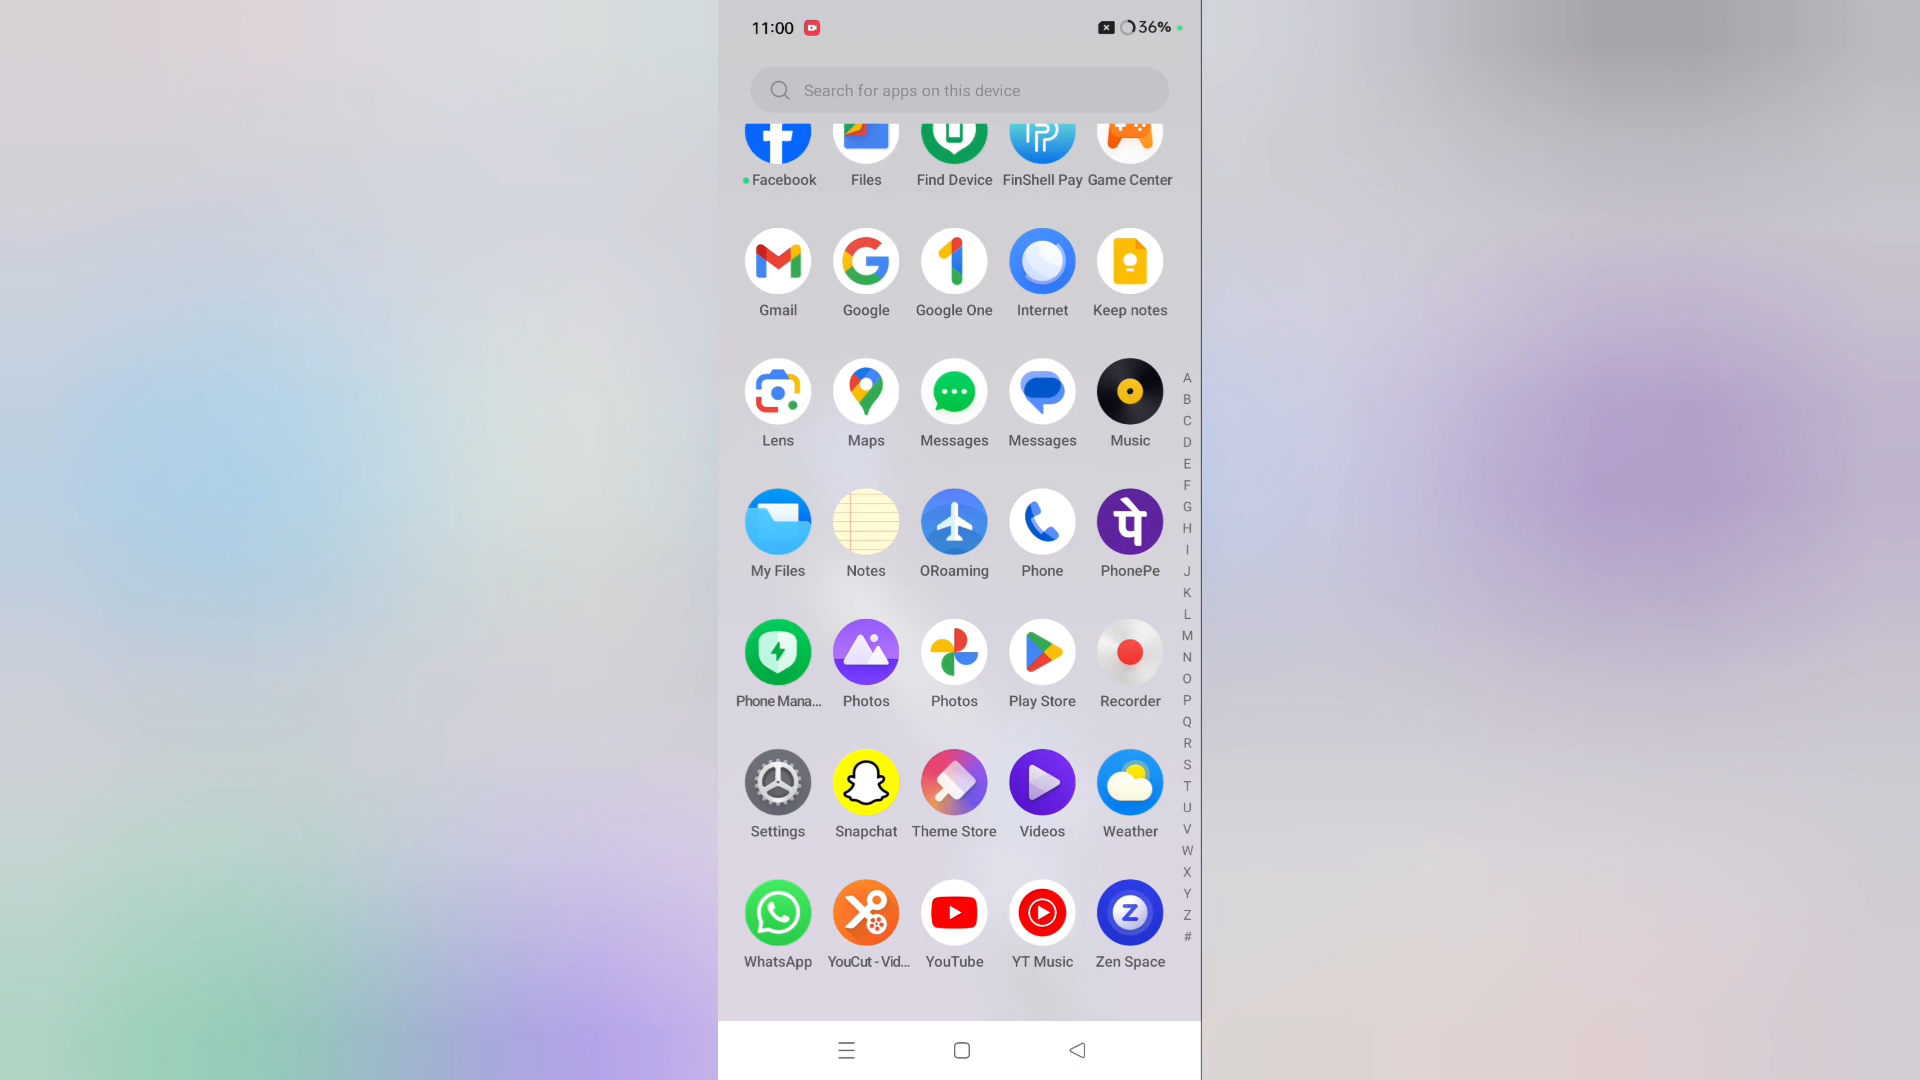 11:00
36%
Search for apps on this device
Facebook Files Find Device FinShell Pay Game Center
Gmail Google Google One Internet Keep notes
Lens Maps Messages Messages Music
पे
My Files Notes ORoaming Phone PhonePe
Phone Mana... Photos Photos Play Store Recorder
Settings Snapchat Theme Store Videos Weather
Z
WhatsApp YouCut - Vid... YouTube YT Music Zen Space
A
B
C
D
E
F
G
H
I
J
K
L
M
N
O
P
Q
R
S
T
U
V
W
X
Y
Z
#